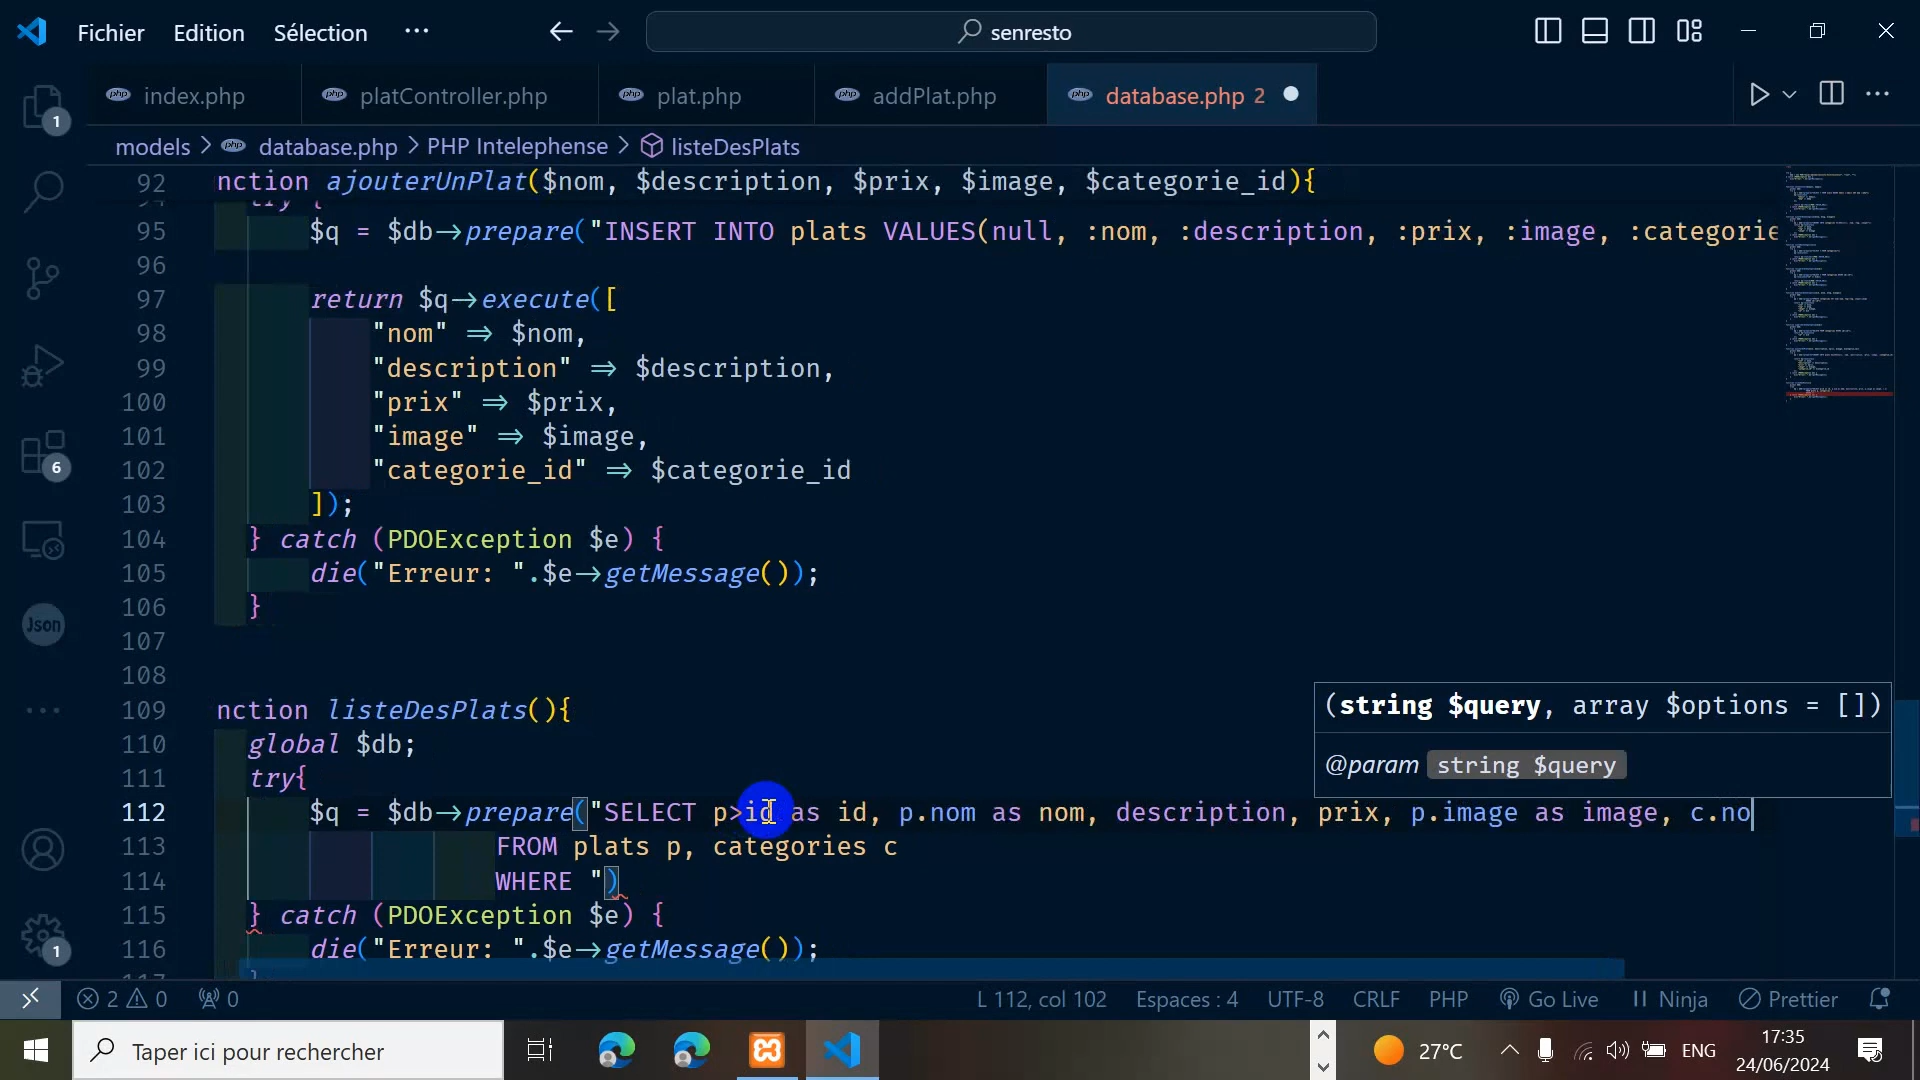 Fichier Edition Sélection ··· senresto
index.php platController.php plat.php addPlat.php database.php 2
models > database.php > PHP Intelephense > listeDesPlats
92 nction ajouterUnPlat($nom, $description, $prix, $image, $categorie_id){
95 $q = $db->prepare("INSERT INTO plats VALUES(null, :nom, :description, :prix, :image, :categorie
96
97 return $q->execute([
98 "nom" => $nom,
99 "description" => $description,
100 "prix" => $prix,
101 "image" => $image,
102 "categorie_id" => $categorie_id
103 ]);
104 } catch (PDOException $e) {
105 die("Erreur: ".$e->getMessage());
106 }
107
108
109 nction listeDesPlats(){
110 global $db;
111 try{
(string $query, array $options = [])
@param string $query
112 $q = $db->prepare("SELECT p>id as id, p.nom as nom, description, prix, p.image as image, c.no
113 FROM plats p, categories c
114 WHERE ")
115 } catch (PDOException $e) {
116 die("Erreur: ".$e->getMessage());
1
6
Json
1
2 0 0 L 112, col 102 Espaces : 4 UTF-8 CRLF PHP Go Live Ninja Prettier
Taper ici pour rechercher 27°C ENG 17:35
24/06/2024